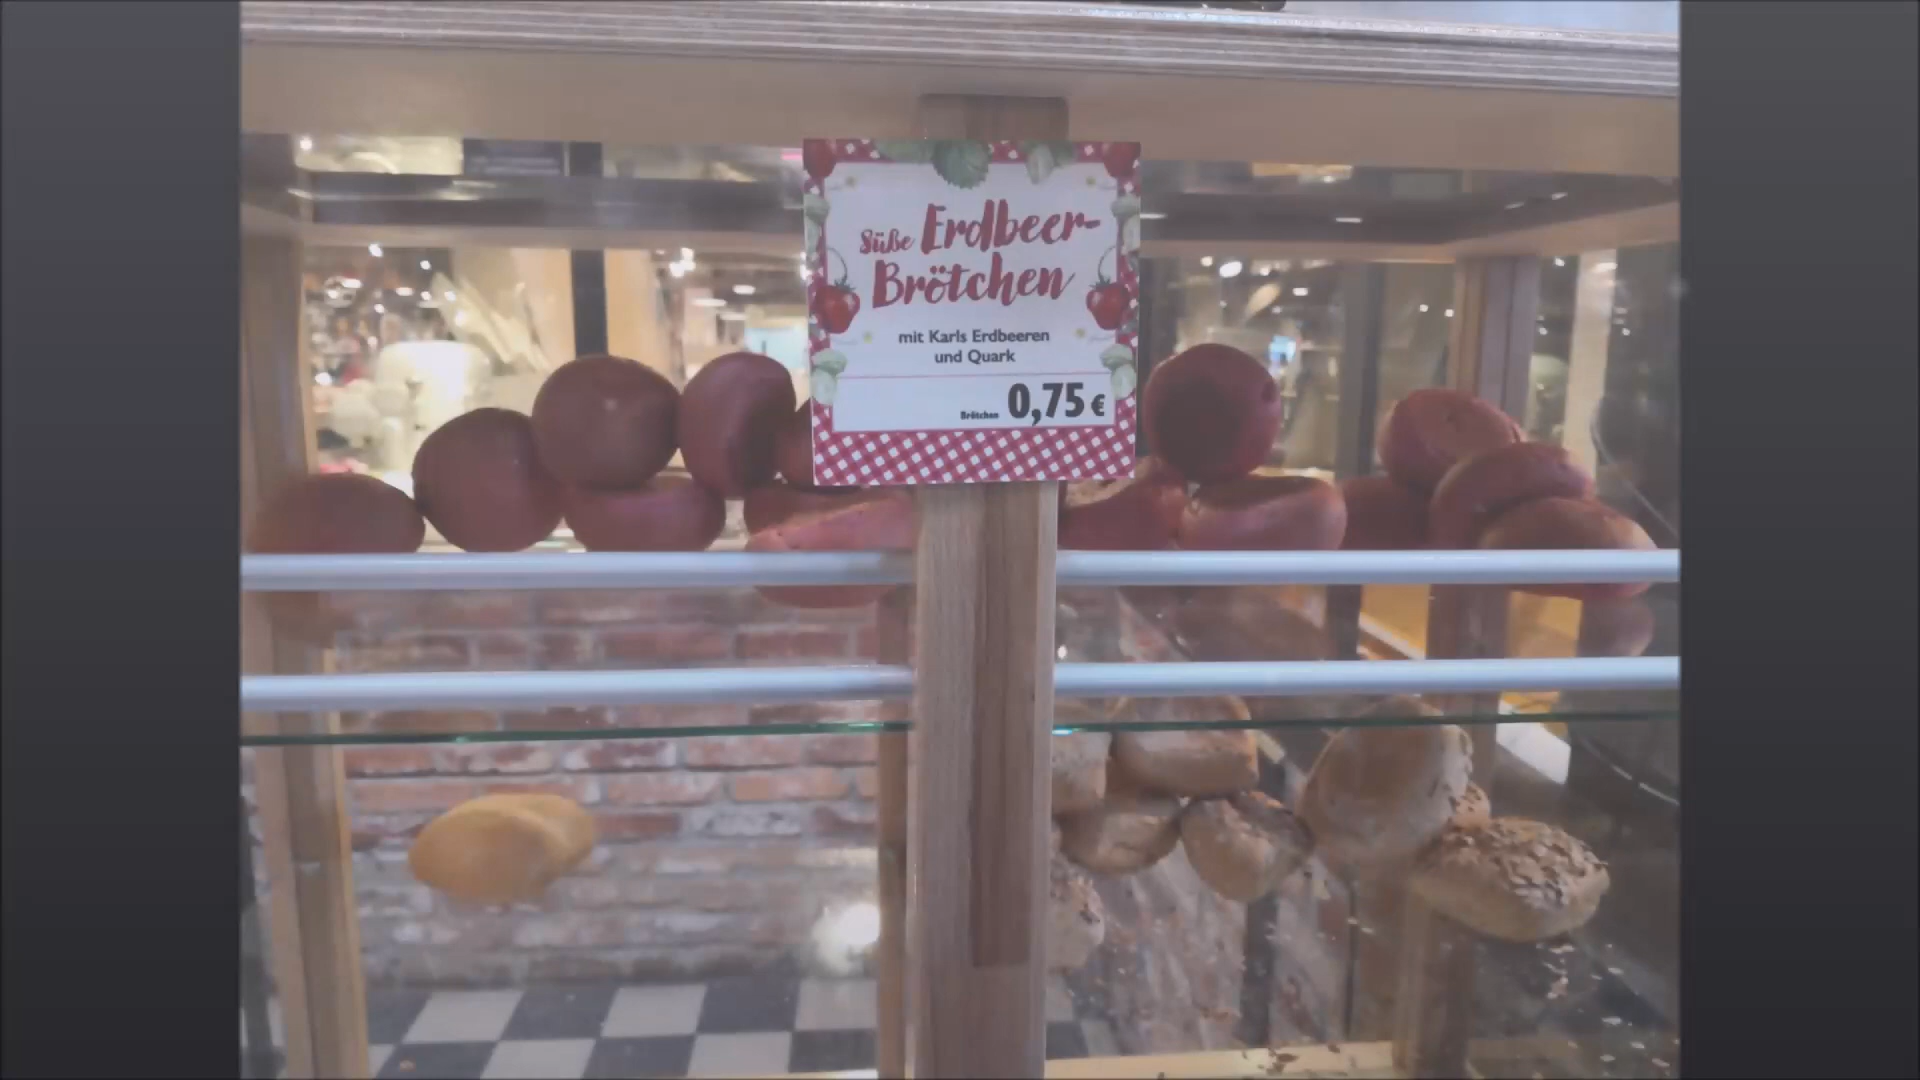 Süße Erdbeer-
Brötchen
mit Karls Erdbeeren
und Quark
Brötchen 0,75 €